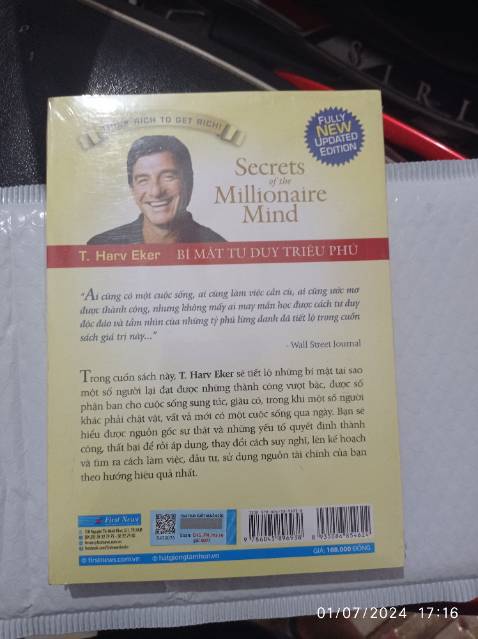 THINK RICH TO GET RICH!
FULLY
NEW
UPDATED
EDITION
Secrets
of the
Millionaire
Mind
T. Harv Eker BÍ MẬT TƯ DUY TRIỆU PHÚ
"Ai cũng có một cuộc sống, ai cũng làm việc cần cù, ai cũng ước mơ
được thành công, nhưng không mấy ai may mắn học được cách tư duy
độc đáo và tầm nhìn của những tỷ phú lừng danh đã tiết lộ trong cuốn
sách giá trị này..."
- Wall Street Journal
Trong cuốn sách này, T. Harv Eker sẽ tiết lộ những bí mật tại sao
một số người lại đạt được những thành công vượt bậc, được số
phận ban cho cuộc sống sung túc, giàu có, trong khi một số người
khác phải chật vật, vất vả mới có một cuộc sống qua ngày. Bạn sẽ
hiểu được nguồn gốc sự thật và những yếu tố quyết định thành
công, thất bại để rồi áp dụng, thay đổi cách suy nghĩ, lên kế hoạch
và tìm ra cách làm việc, đầu tư, sử dụng nguồn tài chính của bạn
theo hướng hiệu quả nhất.
First News
firstnews.com.vn
hatgiongtamhon.vn
GIÁ: 108.000 ĐỒNG
01/07/2024 17:16